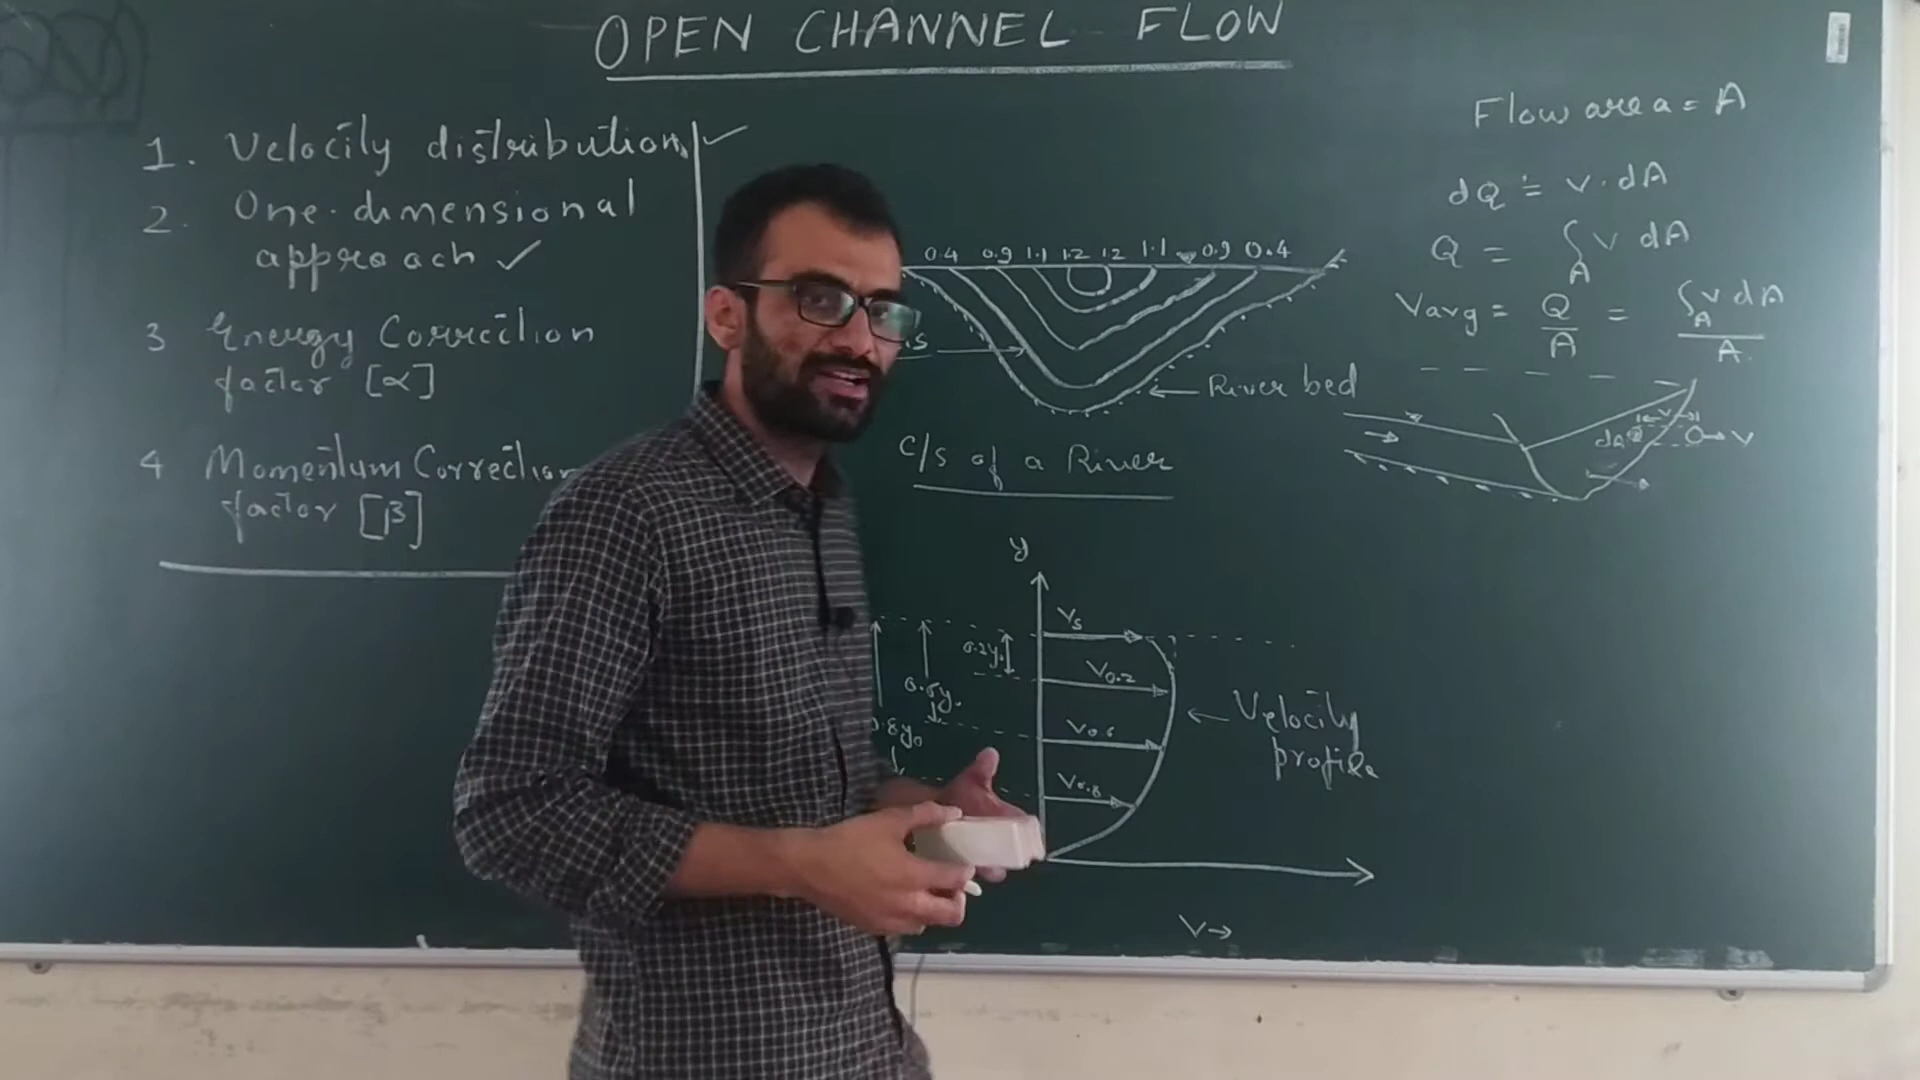 OPEN CHANNEL FLOW
1. Velocity distribution ✓
2. One-dimensional
approach ✓
3 Energy Correction
factor [α]
4 Momentum Correction
factor [β]
0.4 0.9 1.1 1.2 1.2 1.1 0.9 0.4
River bed
C/S of a River
y
Vs
0.2y₀
V0.2
0.6y₀
V0.6
0.8y₀
V0.8
Velocity
profile
V→
Flow area = A
dQ = v·dA
Q = ∫A v dA
Vavg = Q/A = ∫A v dA / A
v
dA
V